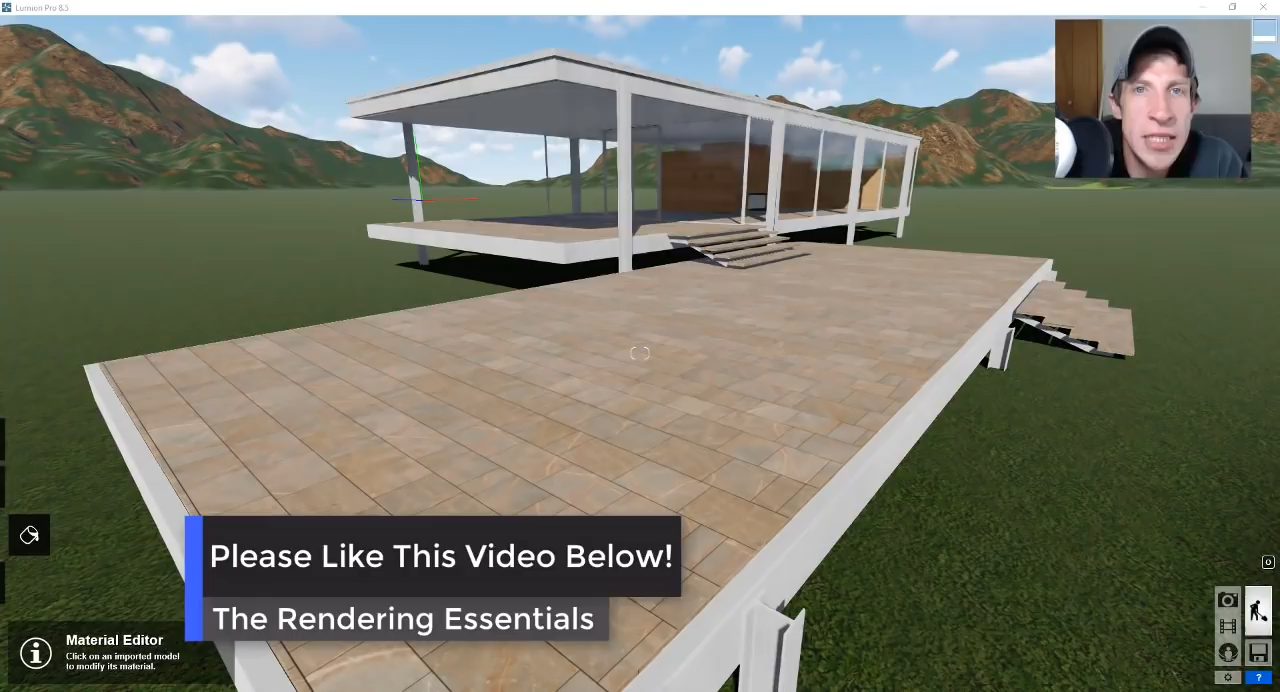 Lumion Pro 8.5
Please Like This Video Below!
The Rendering Essentials
Material Editor
Click on an imported model
to modify its material.
O
?